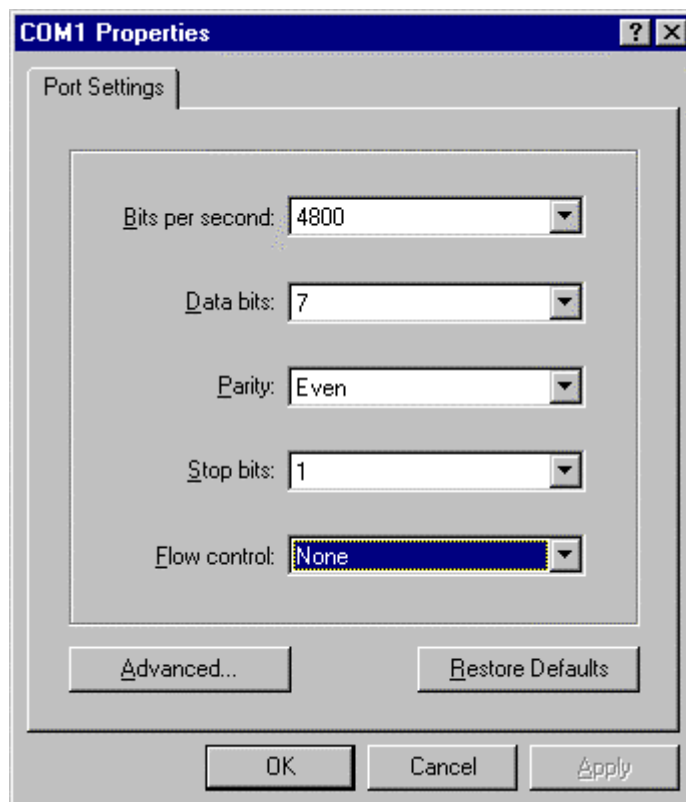 COM1 Properties
Port Settings
Bits per second: 4800
Data bits: 7
Parity: Even
Stop bits: 1
Flow control: None
Advanced... Restore Defaults
OK Cancel Apply